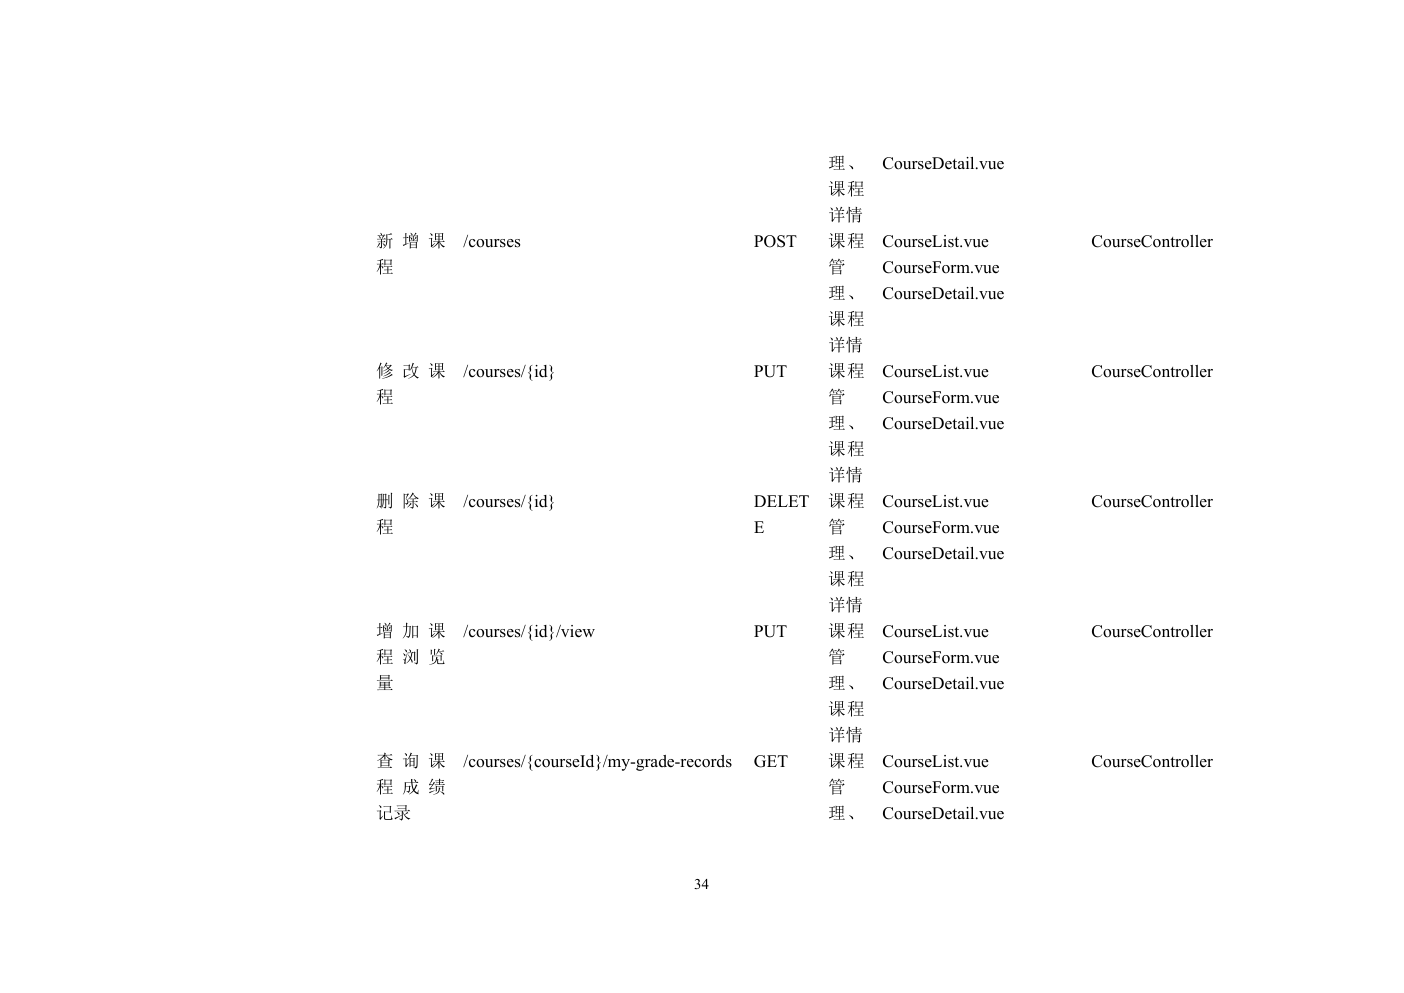 理、 CourseDetail.vue
课程
详情
新增课 /courses POST 课程 CourseList.vue CourseController
程 管 CourseForm.vue
理、 CourseDetail.vue
课程
详情
修改课 /courses/{id} PUT 课程 CourseList.vue CourseController
程 管 CourseForm.vue
理、 CourseDetail.vue
课程
详情
删除课 /courses/{id} DELET 课程 CourseList.vue CourseController
程 E 管 CourseForm.vue
理、 CourseDetail.vue
课程
详情
增加课 /courses/{id}/view PUT 课程 CourseList.vue CourseController
程浏览 管 CourseForm.vue
量 理、 CourseDetail.vue
课程
详情
查询课 /courses/{courseId}/my-grade-records GET 课程 CourseList.vue CourseController
程成绩 管 CourseForm.vue
记录 理、 CourseDetail.vue
34